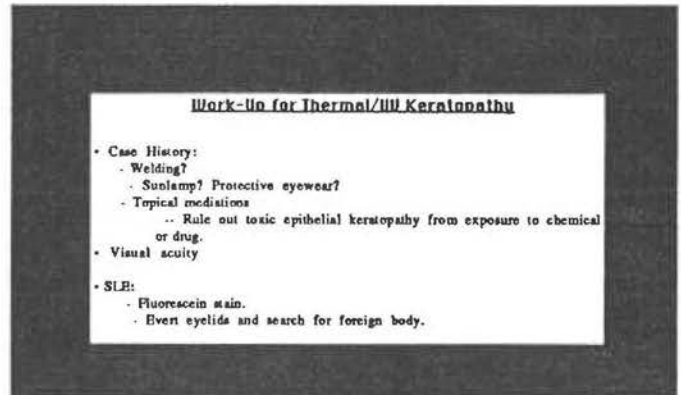 Work-Up for Thermal/UV Keratopathy
• Case History:
- Welding?
- Sunlamp? Protective eyewear?
- Topical mediations
-- Rule out toxic epithelial keratopathy from exposure to chemical
or drug.
• Visual acuity
• SLE:
- Fluorescein stain.
- Evert eyelids and search for foreign body.